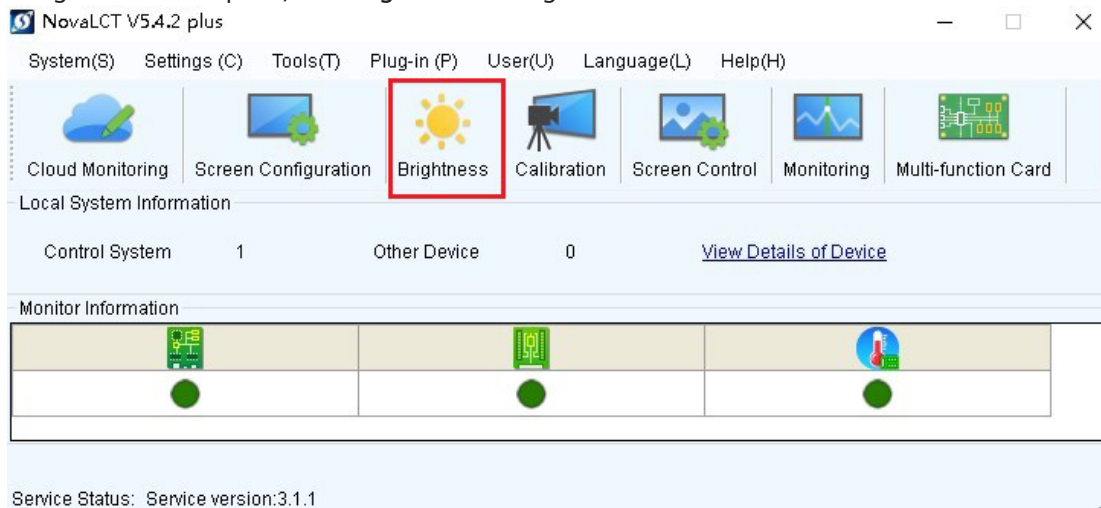 NovaLCT V5.4.2 plus
System(S) Settings (C) Tools(T) Plug-in (P) User(U) Language(L) Help(H)
Cloud Monitoring Screen Configuration Brightness Calibration Screen Control Monitoring Multi-function Card
Local System Information
Control System 1 Other Device 0 View Details of Device
Monitor Information
Service Status: Service version:3.1.1